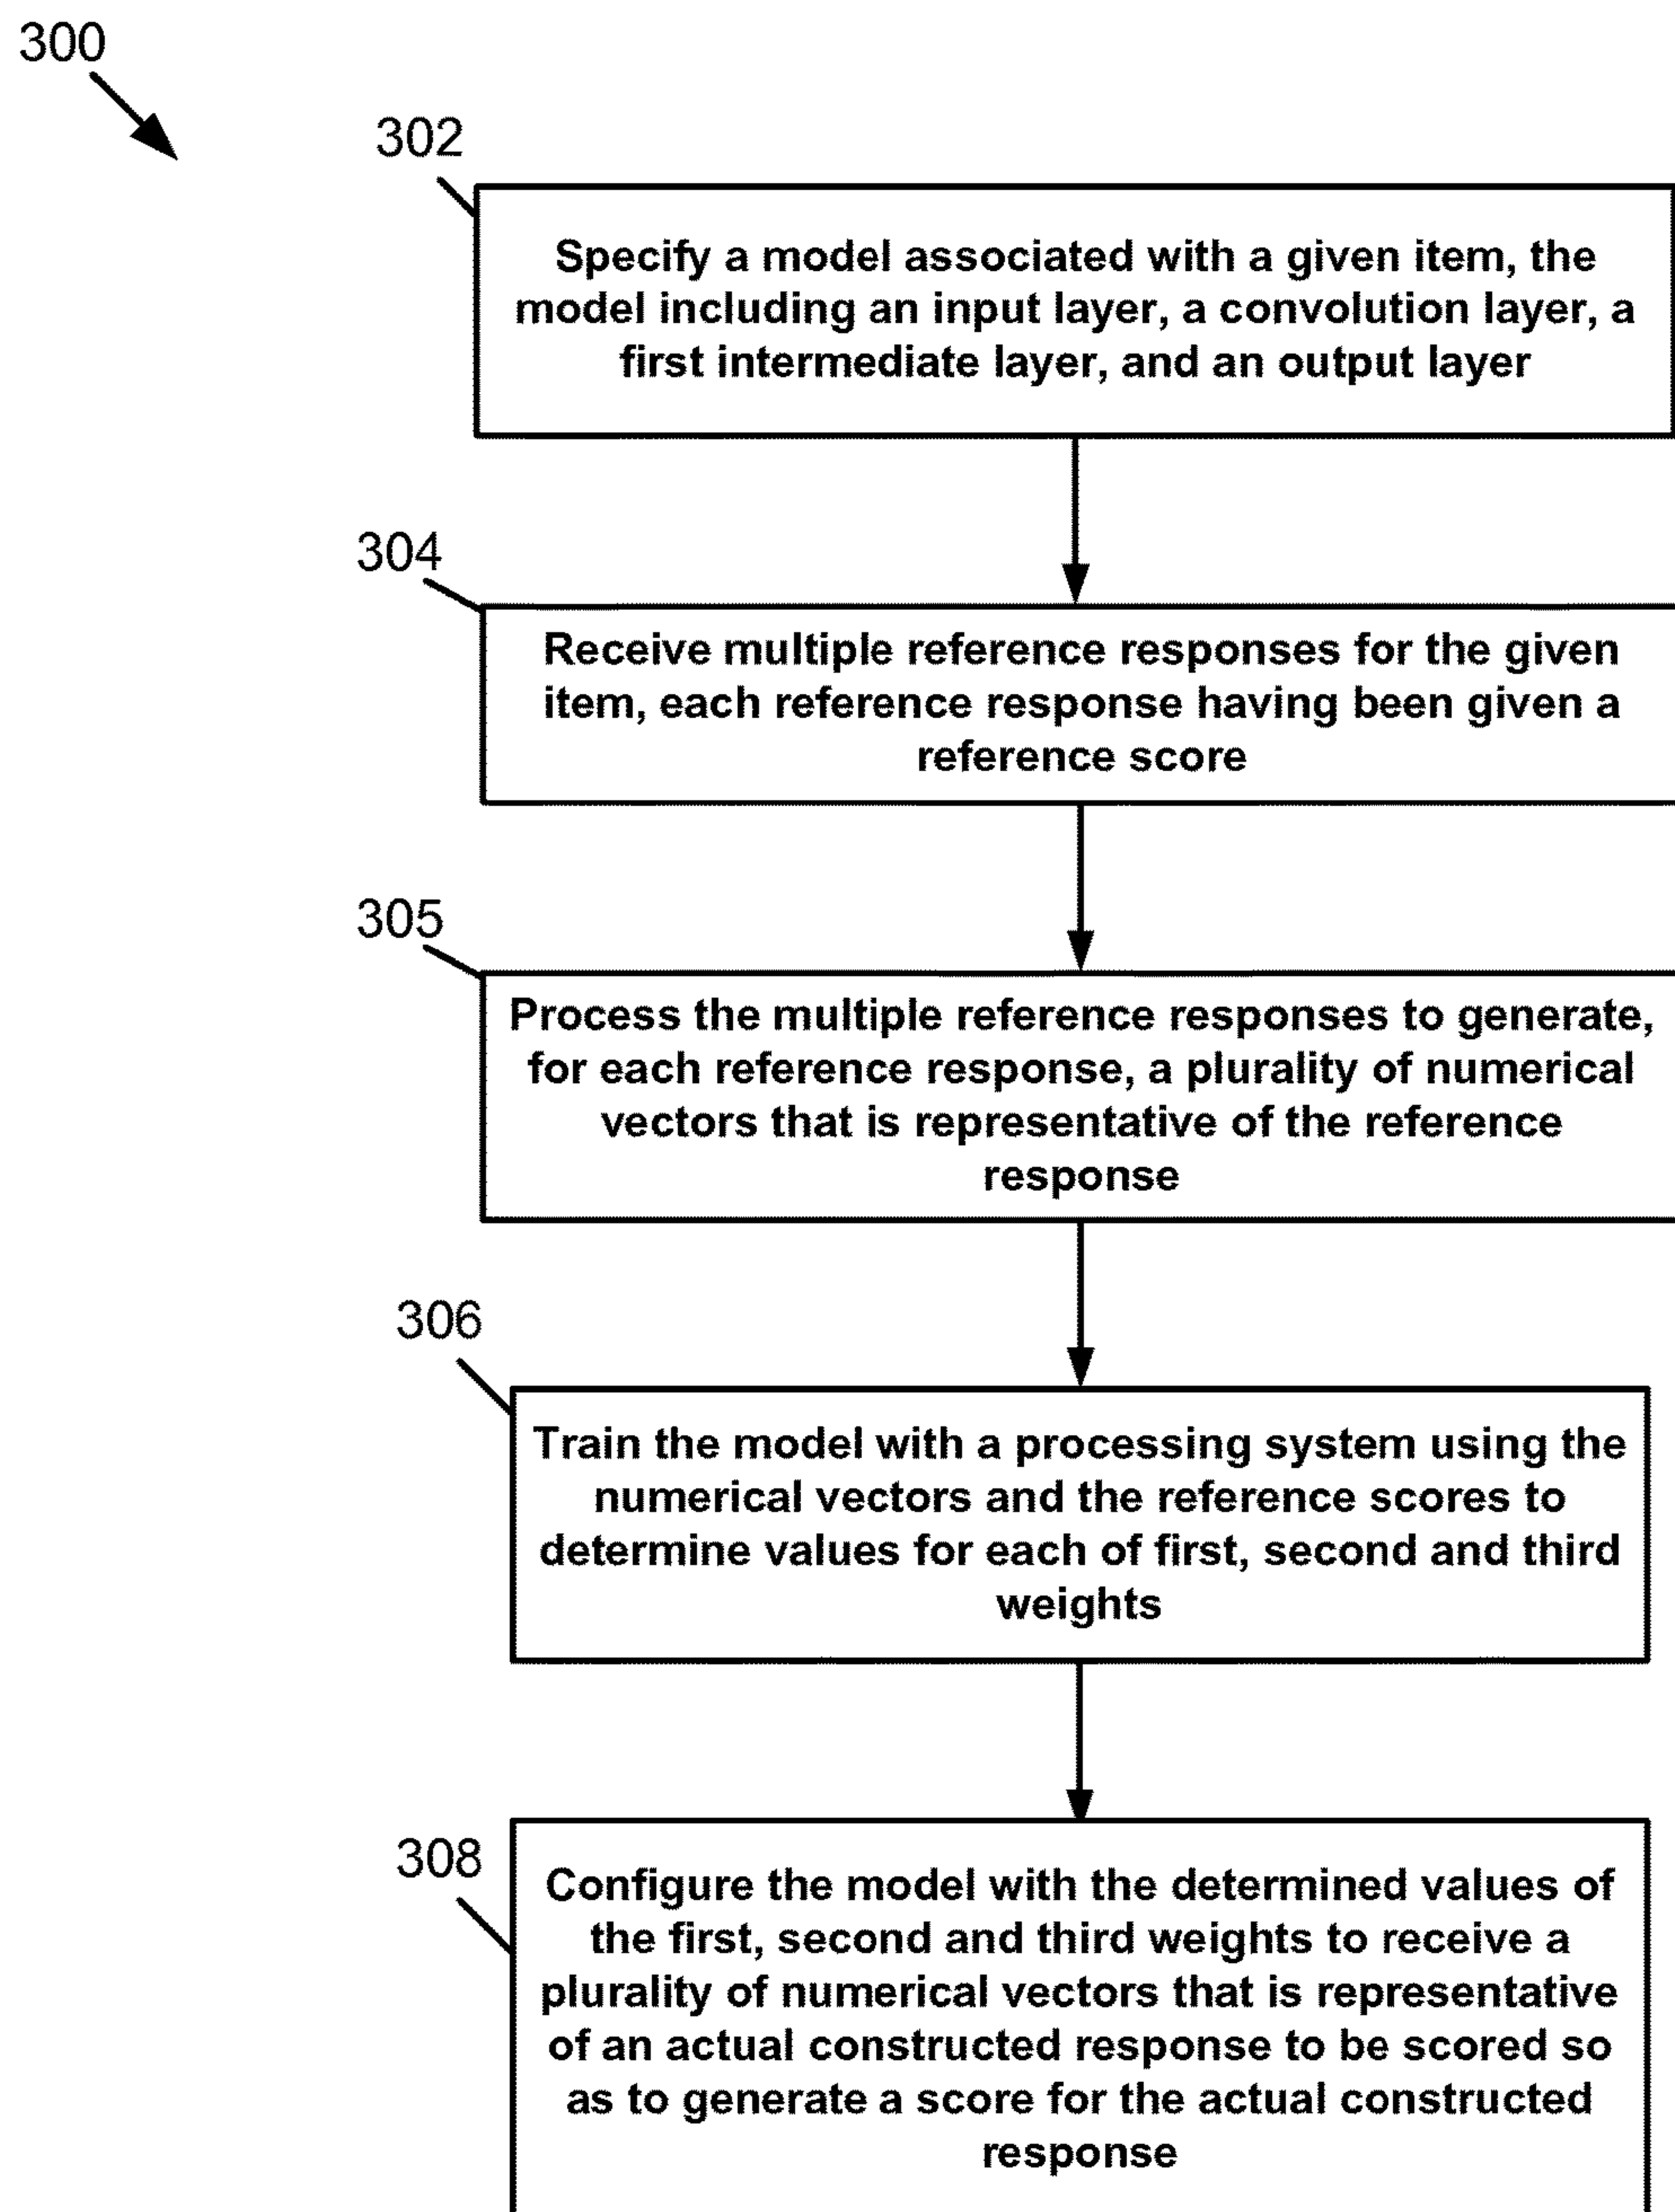 300
302
Specify a model associated with a given item, the
model including an input layer, a convolution layer, a
first intermediate layer, and an output layer
304
Receive multiple reference responses for the given
item, each reference response having been given a
reference score
305
Process the multiple reference responses to generate,
for each reference response, a plurality of numerical
vectors that is representative of the reference
response
306
Train the model with a processing system using the
numerical vectors and the reference scores to
determine values for each of first, second and third
weights
308
Configure the model with the determined values of
the first, second and third weights to receive a
plurality of numerical vectors that is representative
of an actual constructed response to be scored so
as to generate a score for the actual constructed
response